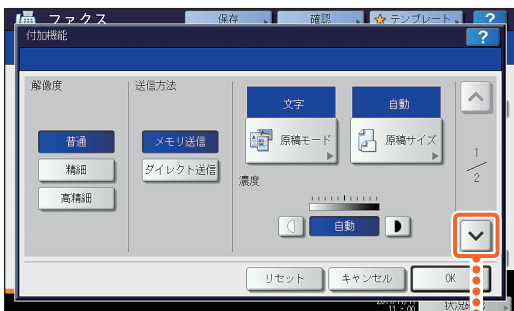 ファクス 保存 確認 テンプレート ?
付加機能 ?
解像度 送信方法
文字 自動
普通 メモリ送信 原稿モード 原稿サイズ
精細 ダイレクト送信
1
2
高精細
濃度
自動
リセット キャンセル OK
11:00